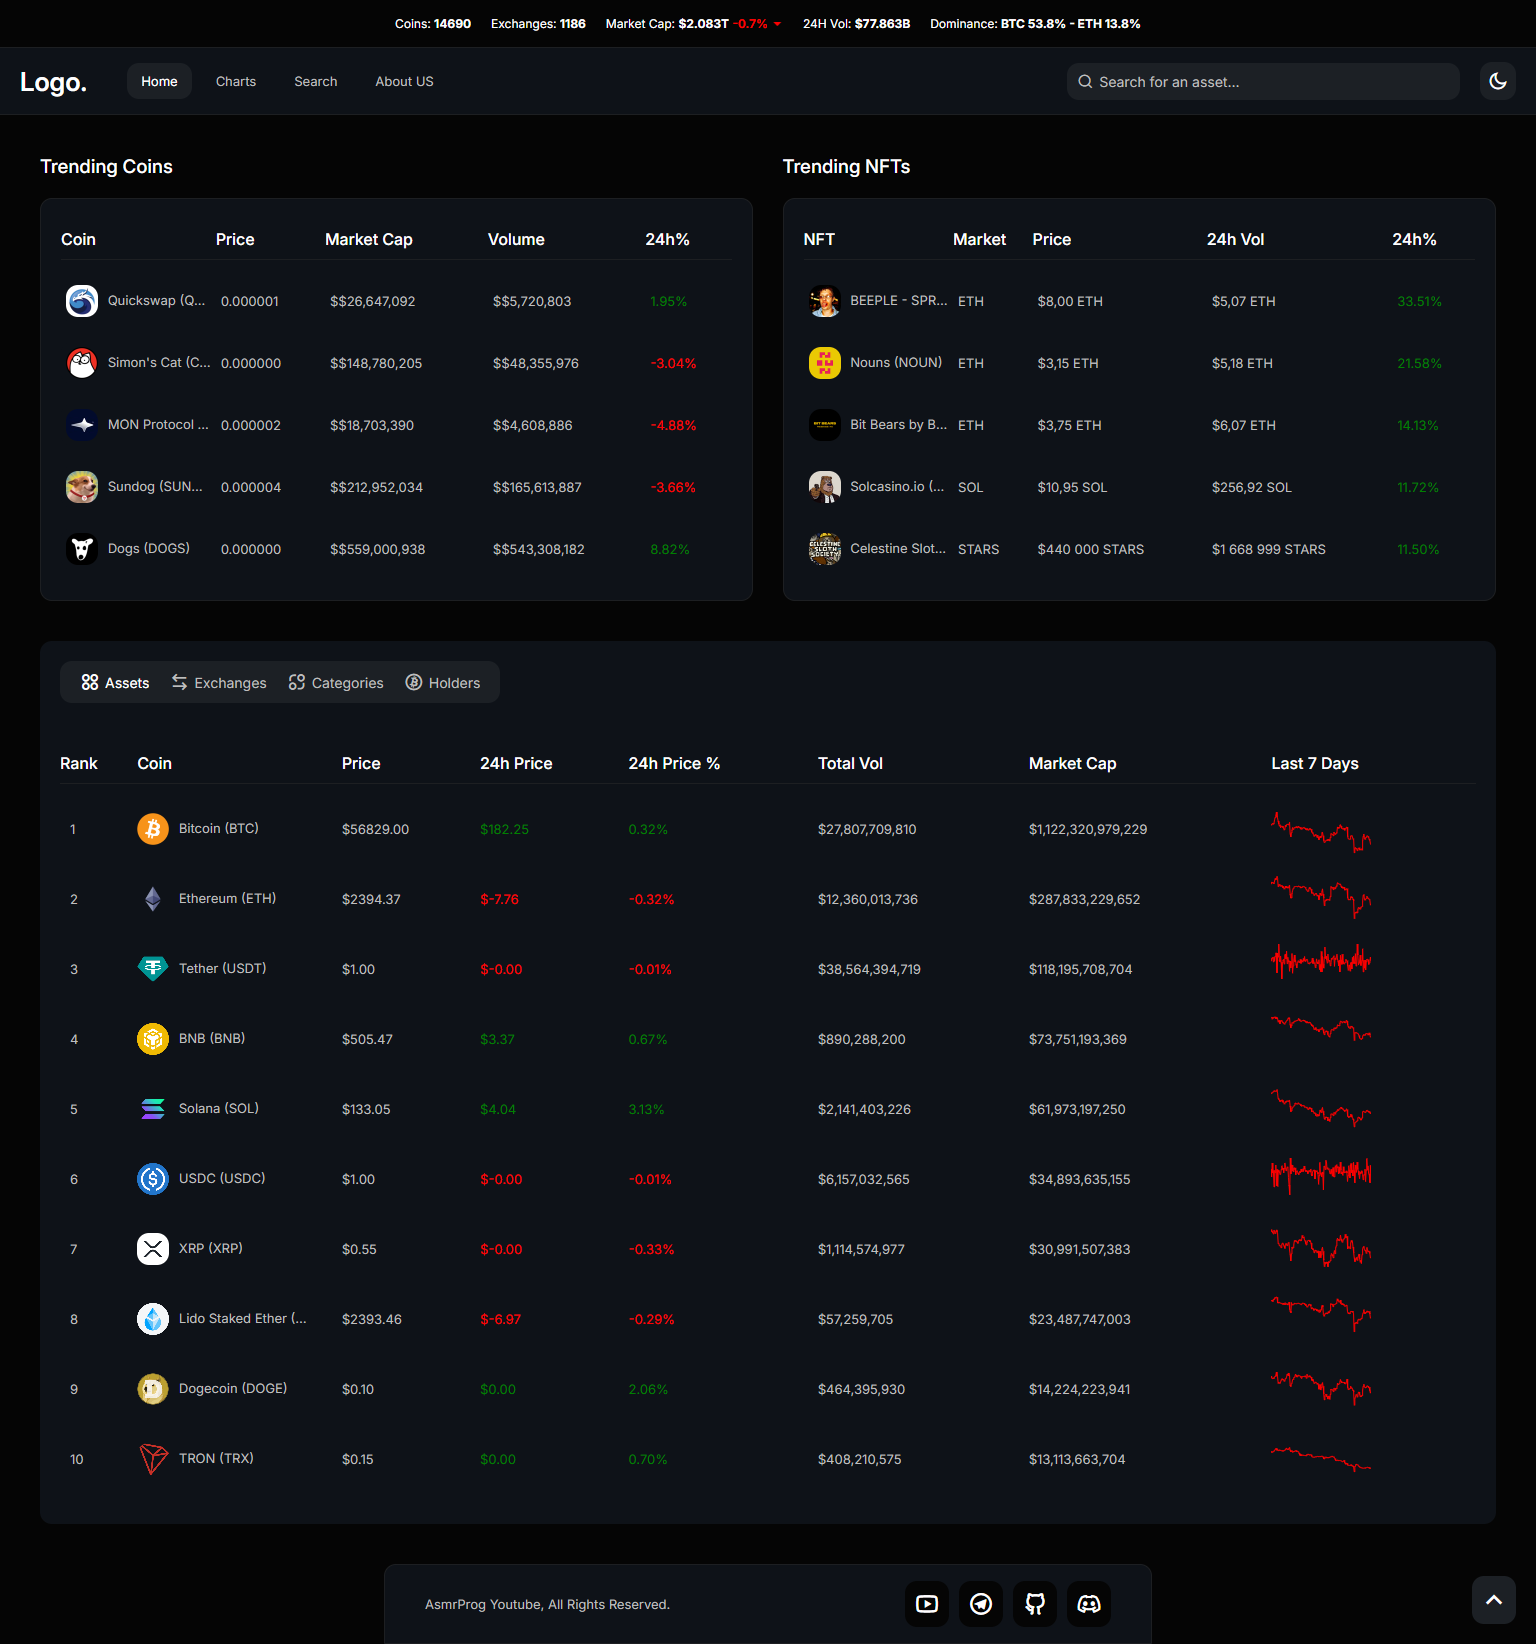 Coins: 14690 Exchanges: 1186 Market Cap: $2.083T -0.7% 24H Vol: $77.863B Dominance: BTC 53.8% - ETH 13.8%
Logo. Home Charts Search About US Search for an asset...
Trending Coins
Coin Price Market Cap Volume 24h%
Quickswap (Q... 0.000001 $$26,647,092 $$5,720,803 1.95%
Simon's Cat (C... 0.000000 $$148,780,205 $$48,355,976 -3.04%
MON Protocol ... 0.000002 $$18,703,390 $$4,608,886 -4.88%
Sundog (SUN... 0.000004 $$212,952,034 $$165,613,887 -3.66%
Dogs (DOGS) 0.000000 $$559,000,938 $$543,308,182 8.82%
Trending NFTs
NFT Market Price 24h Vol 24h%
BEEPLE - SPR... ETH $8,00 ETH $5,07 ETH 33.51%
Nouns (NOUN) ETH $3,15 ETH $5,18 ETH 21.58%
BIT BEARS
Bit Bears by B... ETH $3,75 ETH $6,07 ETH 14.13%
Solcasino.io (... SOL $10,95 SOL $256,92 SOL 11.72%
CELESTINE
SLOTH
SOCIETY
Celestine Slot... STARS $440 000 STARS $1 668 999 STARS 11.50%
Assets Exchanges Categories Holders
Rank Coin Price 24h Price 24h Price % Total Vol Market Cap Last 7 Days
1 Bitcoin (BTC) $56829.00 $182.25 0.32% $27,807,709,810 $1,122,320,979,229
2 Ethereum (ETH) $2394.37 $-7.76 -0.32% $12,360,013,736 $287,833,229,652
3 Tether (USDT) $1.00 $-0.00 -0.01% $38,564,394,719 $118,195,708,704
4 BNB (BNB) $505.47 $3.37 0.67% $890,288,200 $73,751,193,369
5 Solana (SOL) $133.05 $4.04 3.13% $2,141,403,226 $61,973,197,250
6 USDC (USDC) $1.00 $-0.00 -0.01% $6,157,032,565 $34,893,635,155
7 XRP (XRP) $0.55 $-0.00 -0.33% $1,114,574,977 $30,991,507,383
8 Lido Staked Ether (... $2393.46 $-6.97 -0.29% $57,259,705 $23,487,747,003
9 Dogecoin (DOGE) $0.10 $0.00 2.06% $464,395,930 $14,224,223,941
10 TRON (TRX) $0.15 $0.00 0.70% $408,210,575 $13,113,663,704
AsmrProg Youtube, All Rights Reserved.